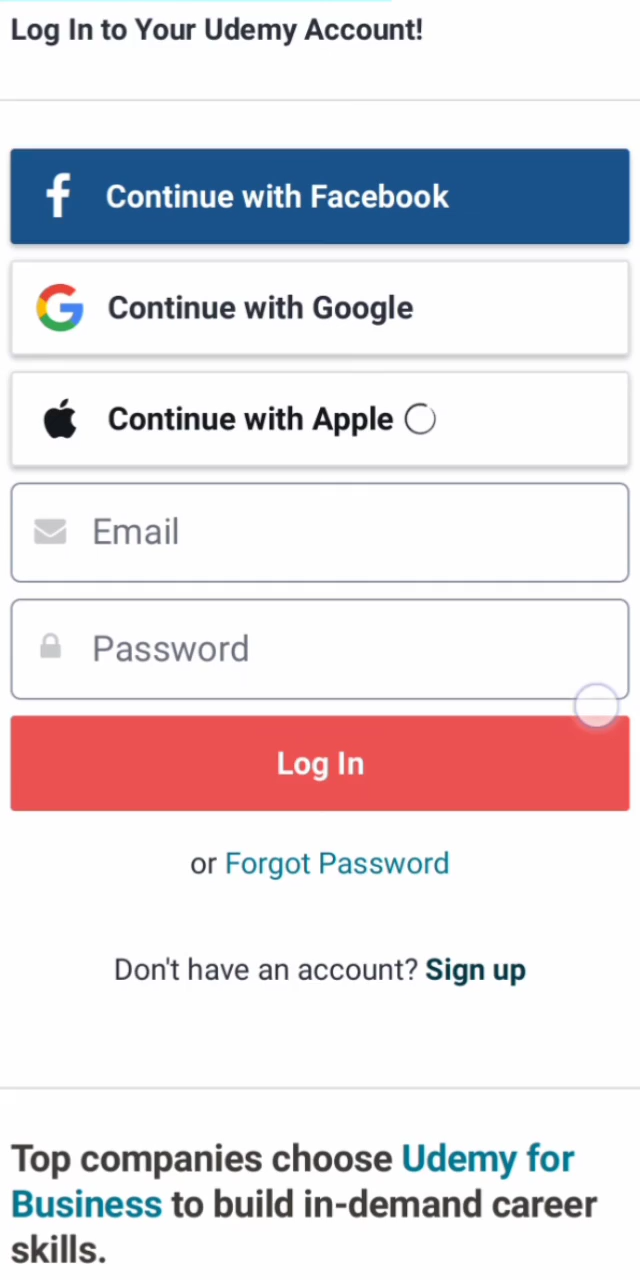 Log In to Your Udemy Account!
Continue with Facebook
Continue with Google
Continue with Apple
Email
Password
Log In
or Forgot Password
Don't have an account? Sign up
Top companies choose Udemy for
Business to build in-demand career
skills.